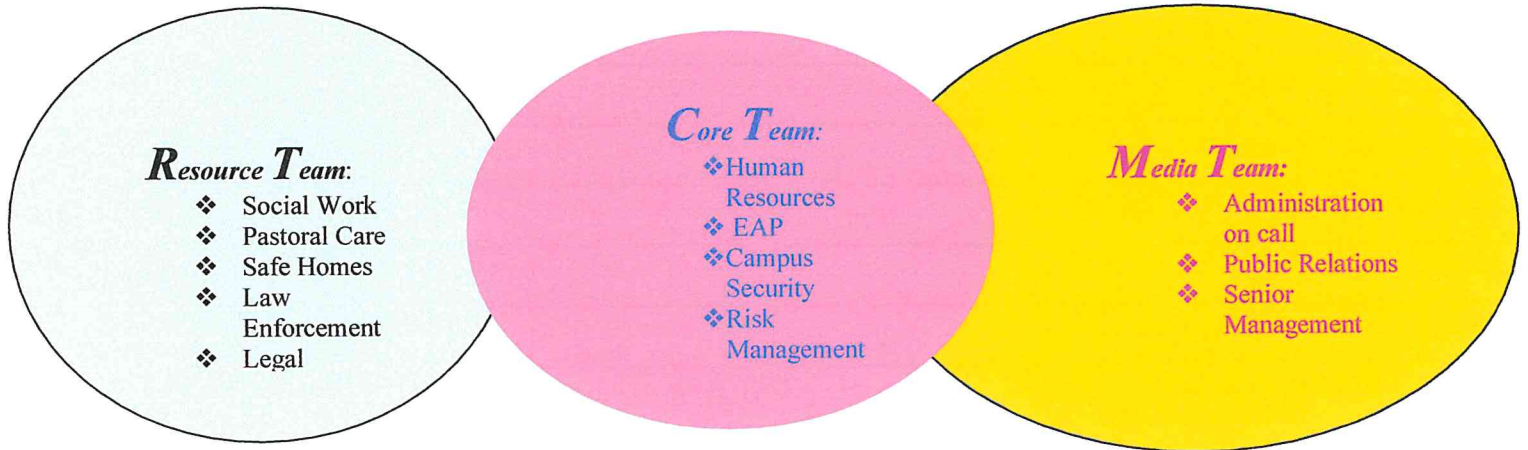 Resource Team:
❖ Social Work
❖ Pastoral Care
❖ Safe Homes
❖ Law
Enforcement
❖ Legal
Core Team:
❖Human
Resources
❖ EAP
❖Campus
Security
❖Risk
Management
Media Team:
❖ Administration
on call
❖ Public Relations
❖ Senior
Management